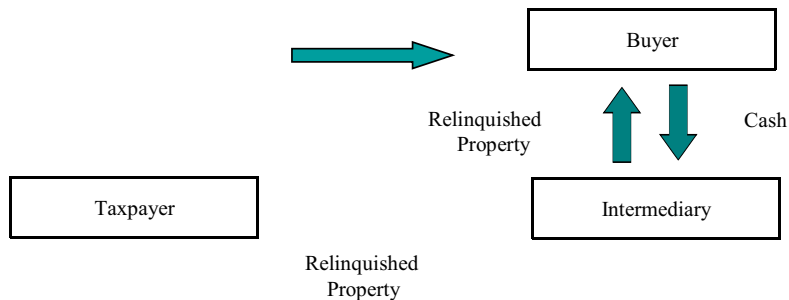 Buyer
Relinquished
Property
Cash
Taxpayer
Intermediary
Relinquished
Property